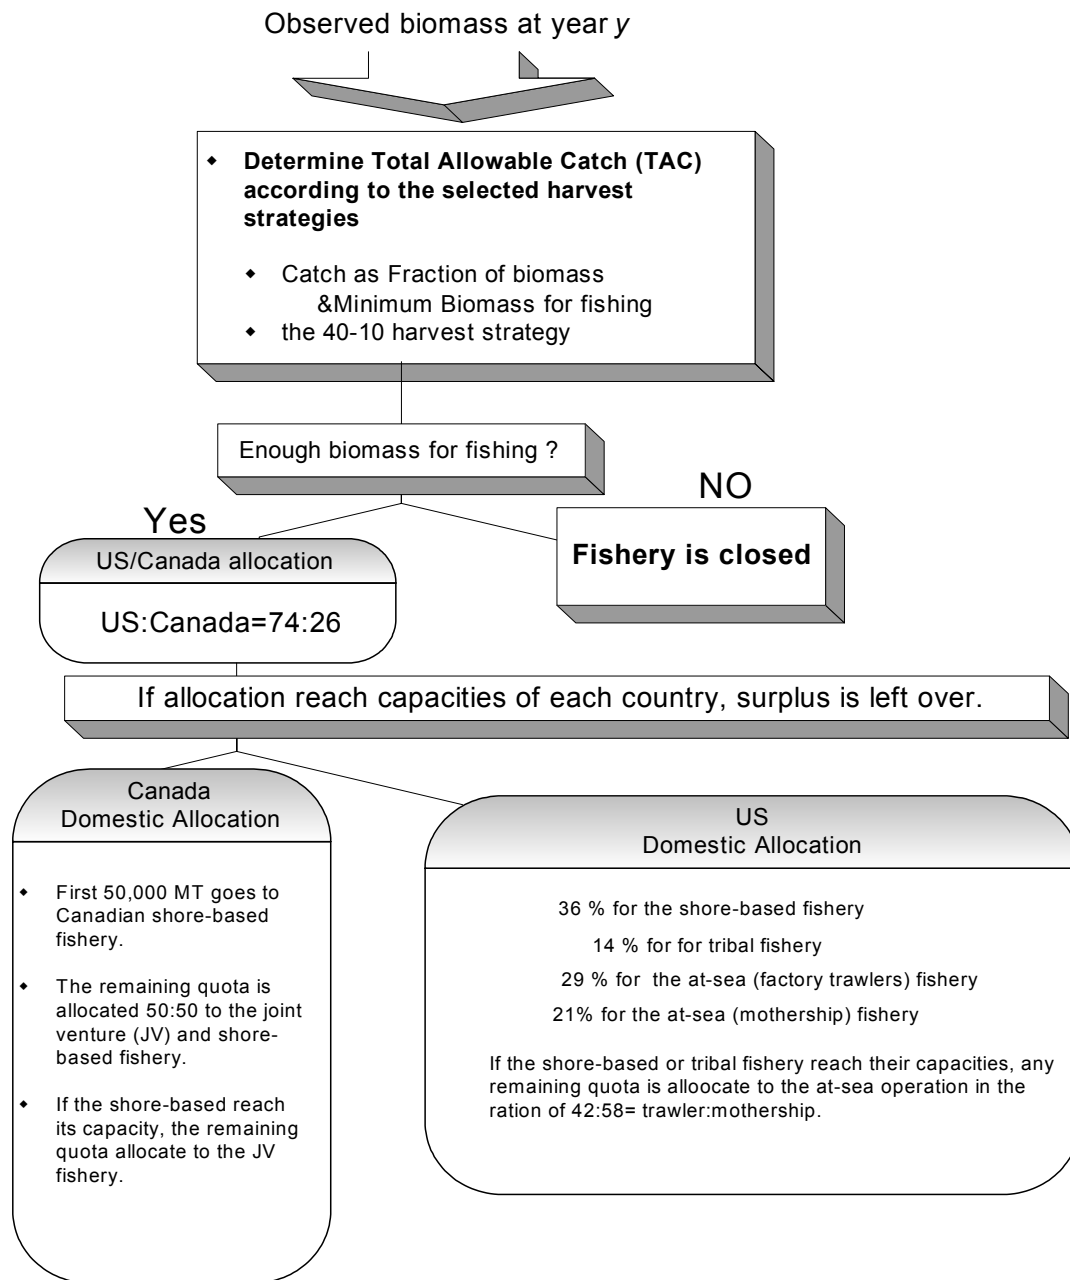 Observed biomass at year y
◆ Determine Total Allowable Catch (TAC)
according to the selected harvest
strategies
◆ Catch as Fraction of biomass
&Minimum Biomass for fishing
◆ the 40-10 harvest strategy
Enough biomass for fishing ?
NO
Yes
Fishery is closed
US/Canada allocation
US:Canada=74:26
If allocation reach capacities of each country, surplus is left over.
Canada
Domestic Allocation
◆ First 50,000 MT goes to
Canadian shore-based
fishery.
◆ The remaining quota is
allocated 50:50 to the joint
venture (JV) and shore-
based fishery.
◆ If the shore-based reach
its capacity, the remaining
quota allocate to the JV
fishery.
US
Domestic Allocation
36 % for the shore-based fishery
14 % for for tribal fishery
29 % for the at-sea (factory trawlers) fishery
21% for the at-sea (mothership) fishery
If the shore-based or tribal fishery reach their capacities, any
remaining quota is alloocate to the at-sea operation in the
ration of 42:58= trawler:mothership.